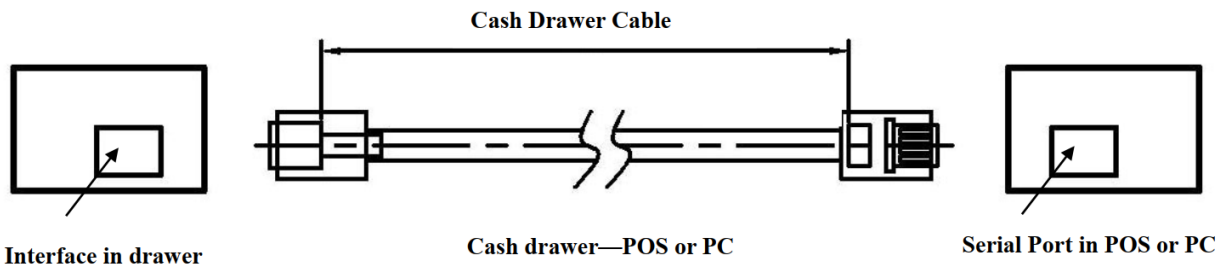 Cash Drawer Cable
Interface in drawer
Cash drawer—POS or PC
Serial Port in POS or PC